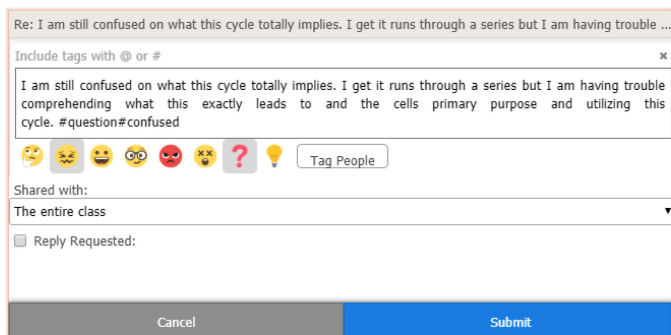 Re: I am still confused on what this cycle totally implies. I get it runs through a series but I am having trouble ...
Include tags with @ or #
I am still confused on what this cycle totally implies. I get it runs through a series but I am having trouble
comprehending what this exactly leads to and the cells primary purpose and utilizing this
cycle. #question#confused
Tag People
Shared with:
The entire class
Reply Requested:
Cancel
Submit